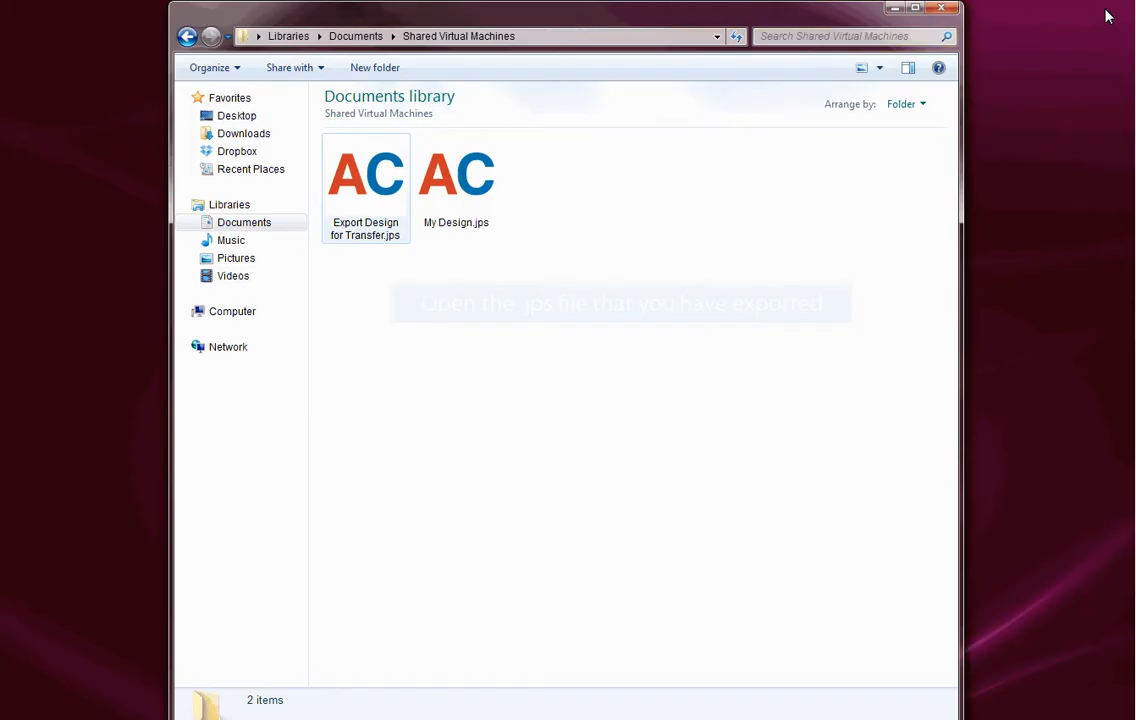 Libraries Documents Shared Virtual Machines Search Shared Virtual Machines
Organize Share with New folder
Favorites
Desktop
Downloads
Dropbox
Recent Places
Libraries
Documents
Music
Pictures
Videos
Computer
Network
Documents library
Shared Virtual Machines
Arrange by: Folder
AC
Export Design
for Transfer.jps
AC
My Design.jps
Open the .jps file that you have exported
2 items